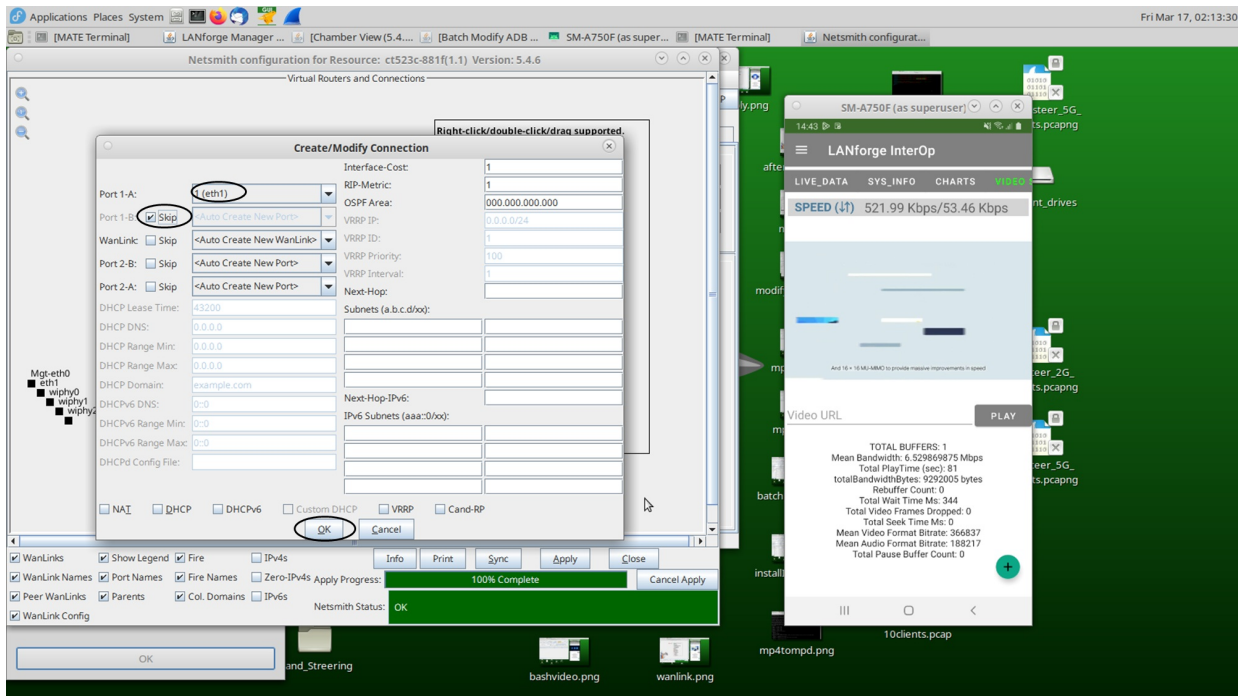 Applications Places System
Fri Mar 17, 02:13:30
[MATE Terminal]
LANforge Manager ...
[Chamber View (5.4....
[Batch Modify ADB ...
SM-A750F (as super...
[MATE Terminal]
Netsmith configurat...
Netsmith configuration for Resource: ct523c-881f(1.1) Version: 5.4.6
Virtual Routers and Connections
Right-click/double-click/drag supported.
Create/Modify Connection
Port 1-A: 1 (eth1)
Port 1-B: Skip <Auto Create New Port>
WanLink: Skip <Auto Create New WanLink>
Port 2-B: Skip <Auto Create New Port>
Port 2-A: Skip <Auto Create New Port>
DHCP Lease Time: 43200
DHCP DNS: 0.0.0.0
DHCP Range Min: 0.0.0.0
DHCP Range Max: 0.0.0.0
DHCP Domain: example.com
DHCPv6 DNS: 0::0
DHCPv6 Range Min: 0::0
DHCPv6 Range Max: 0::0
DHCPd Config File:
Interface-Cost: 1
RIP-Metric: 1
OSPF Area: 000.000.000.000
VRRP IP: 0.0.0.0/24
VRRP ID: 1
VRRP Priority: 100
VRRP Interval: 1
Next-Hop:
Subnets (a.b.c.d/xx):
Next-Hop-IPv6:
IPv6 Subnets (aaa::0/xx):
NAT DHCP DHCPv6 Custom DHCP VRRP Cand-RP
OK Cancel
Mgt-eth0
eth1
wiphy0
wiphy1
wiphy2
WanLinks Show Legend Fire IPv4s
Info Print Sync Apply Close
WanLink Names Port Names Fire Names Zero-IPv4s
Apply Progress: 100% Complete Cancel Apply
Peer WanLinks Parents Col. Domains IPv6s
Netsmith Status: OK
WanLink Config
OK
and_Streering
bashvideo.png
wanlink.png
ly.png
afte
modif
mp
batch
install
mp4tompd.png
10clients.pcap
SM-A750F (as superuser)
14:43
LANforge InterOp
LIVE_DATA SYS_INFO CHARTS VIDEO
SPEED (↓↑) 521.99 Kbps/53.46 Kbps
And 16 × 16 MU-MIMO to provide massive improvements in speed
Video URL
PLAY
TOTAL BUFFERS: 1
Mean Bandwidth: 6.529869875 Mbps
Total PlayTime (sec): 81
totalBandwidthBytes: 9292005 bytes
Rebuffer Count: 0
Total Wait Time Ms: 344
Total Video Frames Dropped: 0
Total Seek Time Ms: 0
Mean Video Format Bitrate: 366837
Mean Audio Format Bitrate: 188217
Total Pause Buffer Count: 0
steer_5G_
ts.pcapng
nt_drives
eer_2G_
ts.pcapng
eer_5G_
ts.pcapng